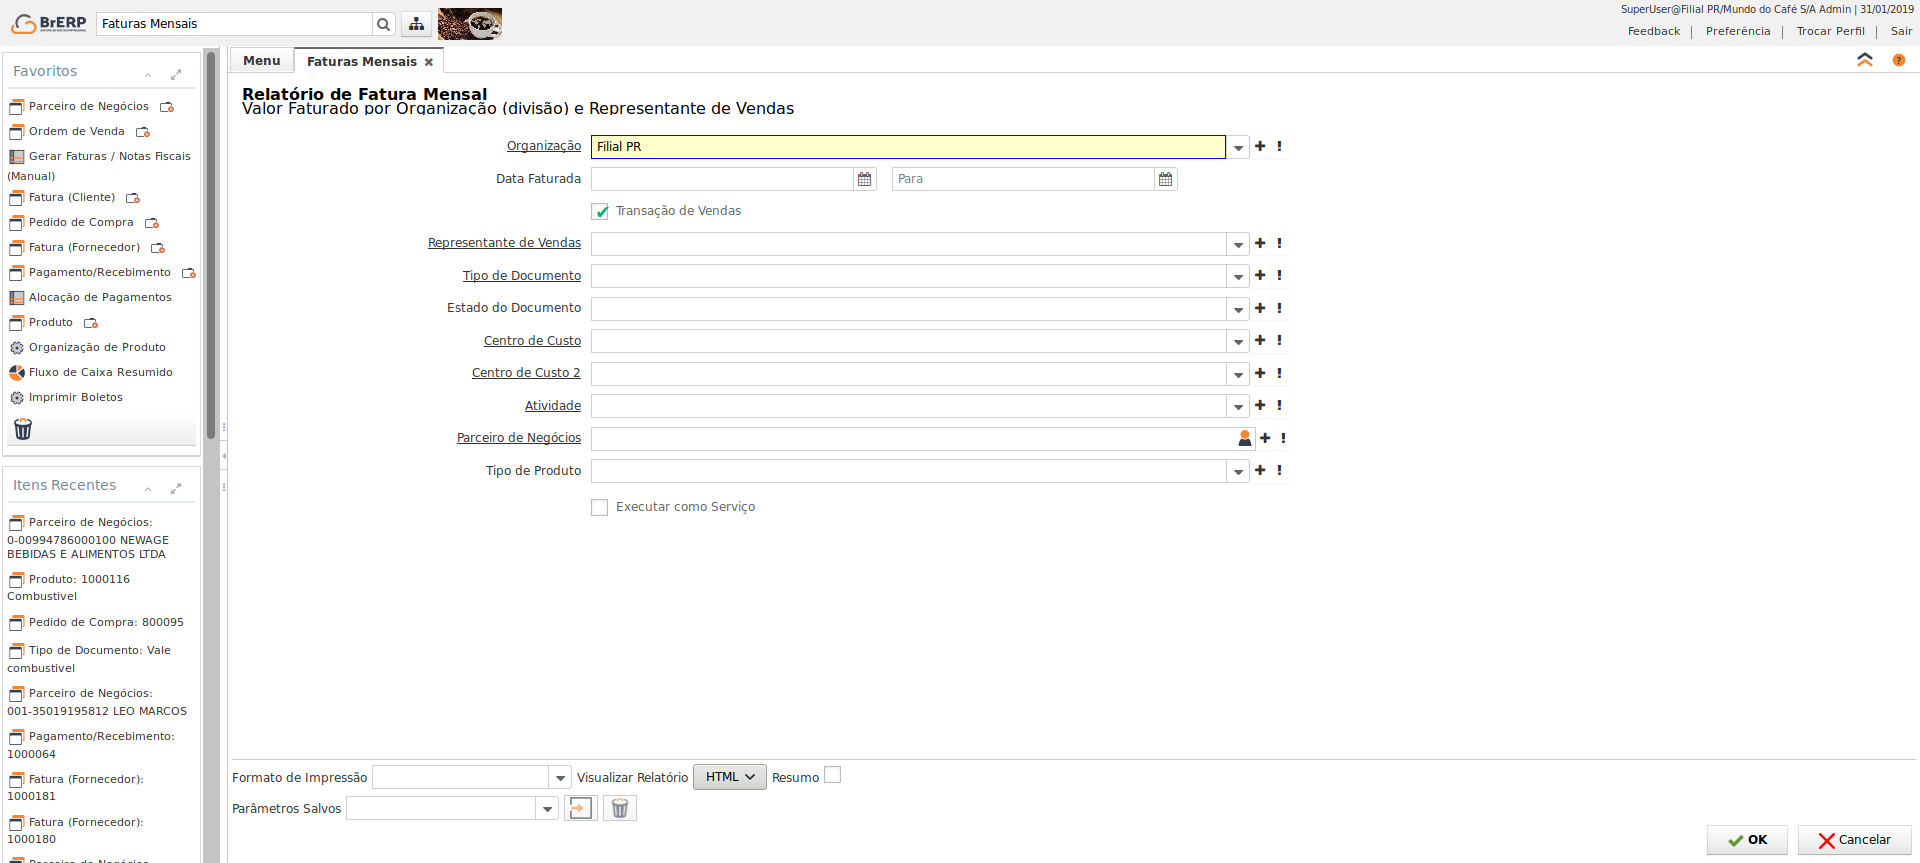 BrERP
Faturas Mensais
SuperUser@Filial PR/Mundo do Café S/A Admin | 31/01/2019
Feedback | Preferência | Trocar Perfil | Sair
Favoritos
Parceiro de Negócios
Ordem de Venda
Gerar Faturas / Notas Fiscais
(Manual)
Fatura (Cliente)
Pedido de Compra
Fatura (Fornecedor)
Pagamento/Recebimento
Alocação de Pagamentos
Produto
Organização de Produto
Fluxo de Caixa Resumido
Imprimir Boletos
Itens Recentes
Parceiro de Negócios:
0-00994786000100 NEWAGE
BEBIDAS E ALIMENTOS LTDA
Produto: 1000116
Combustivel
Pedido de Compra: 800095
Tipo de Documento: Vale
combustivel
Parceiro de Negócios:
001-35019195812 LEO MARCOS
Pagamento/Recebimento:
1000064
Fatura (Fornecedor):
1000181
Fatura (Fornecedor):
1000180
Parceiro de Negócios
Menu
Faturas Mensais
Relatório de Fatura Mensal
Valor Faturado por Organização (divisão) e Representante de Vendas
Organização Filial PR
Data Faturada Para
Transação de Vendas
Representante de Vendas
Tipo de Documento
Estado do Documento
Centro de Custo
Centro de Custo 2
Atividade
Parceiro de Negócios
Tipo de Produto
Executar como Serviço
Formato de Impressão Visualizar Relatório HTML Resumo
Parâmetros Salvos
OK Cancelar